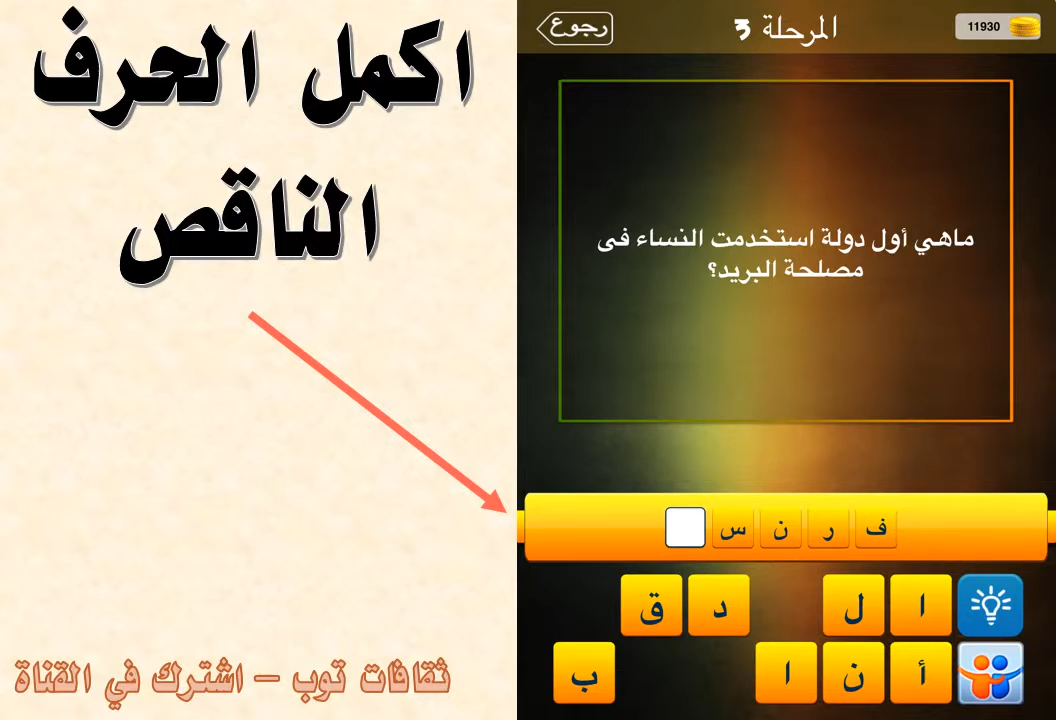 اكمل الحرف
الناقص
ثقافات توب – اشترك في القناة
رجوع
المرحلة 3
11930
ماهي أول دولة استخدمت النساء فى
مصلحة البريد؟
ف ر ن س
ا ل د ق
أ ن ا ب